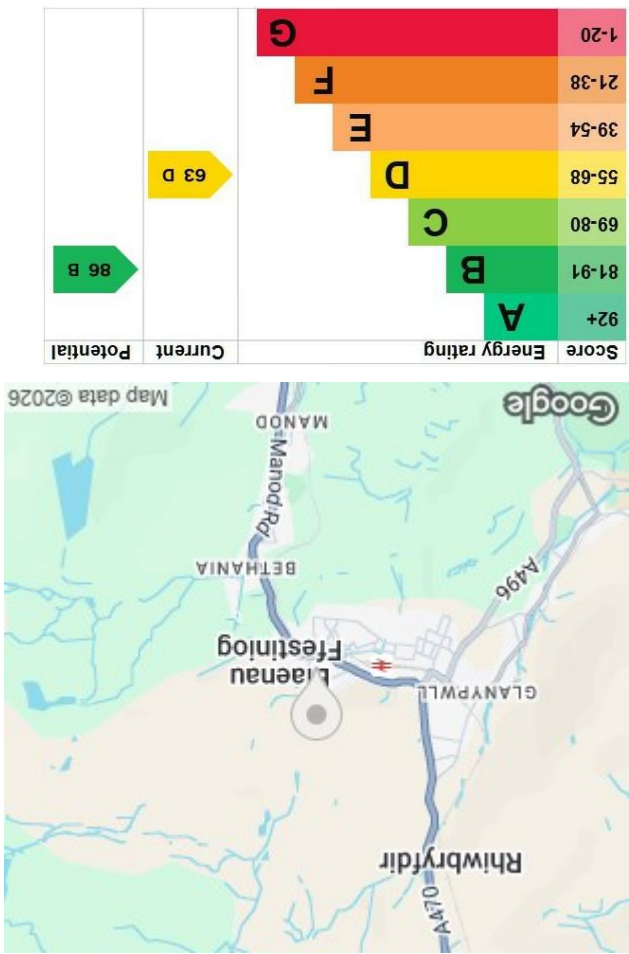 A470
Rhiwbryfdir
GLANYPWLL
Blaenau
Ffestiniog
A496
BETHANIA
Manod Rd
MANOD
Google
Map data ©2026
Score Energy rating Current Potential
92+ A
81-91 B 86 B
69-80 C
55-68 D 63 D
39-54 E
21-38 F
1-20 G